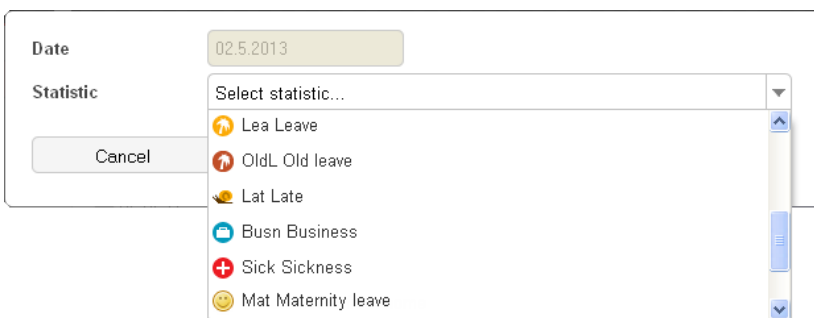 Date 02.5.2013
Statistic Select statistic...
Lea Leave
Cancel
OldL Old leave
Lat Late
Busn Business
Sick Sickness
Mat Maternity leave